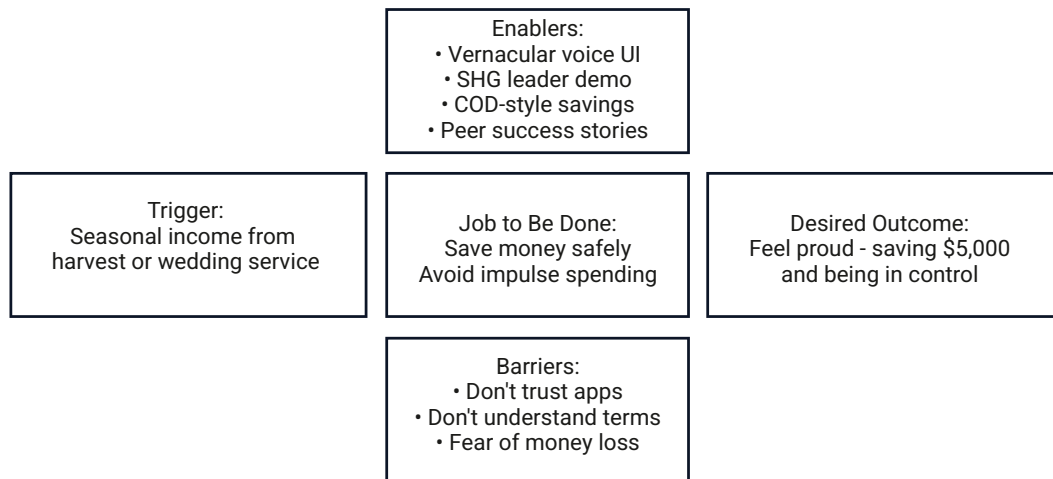 Enablers:
• Vernacular voice UI
• SHG leader demo
• COD-style savings
• Peer success stories
Trigger:
Seasonal income from
harvest or wedding service
Job to Be Done:
Save money safely
Avoid impulse spending
Desired Outcome:
Feel proud - saving $5,000
and being in control
Barriers:
• Don't trust apps
• Don't understand terms
• Fear of money loss